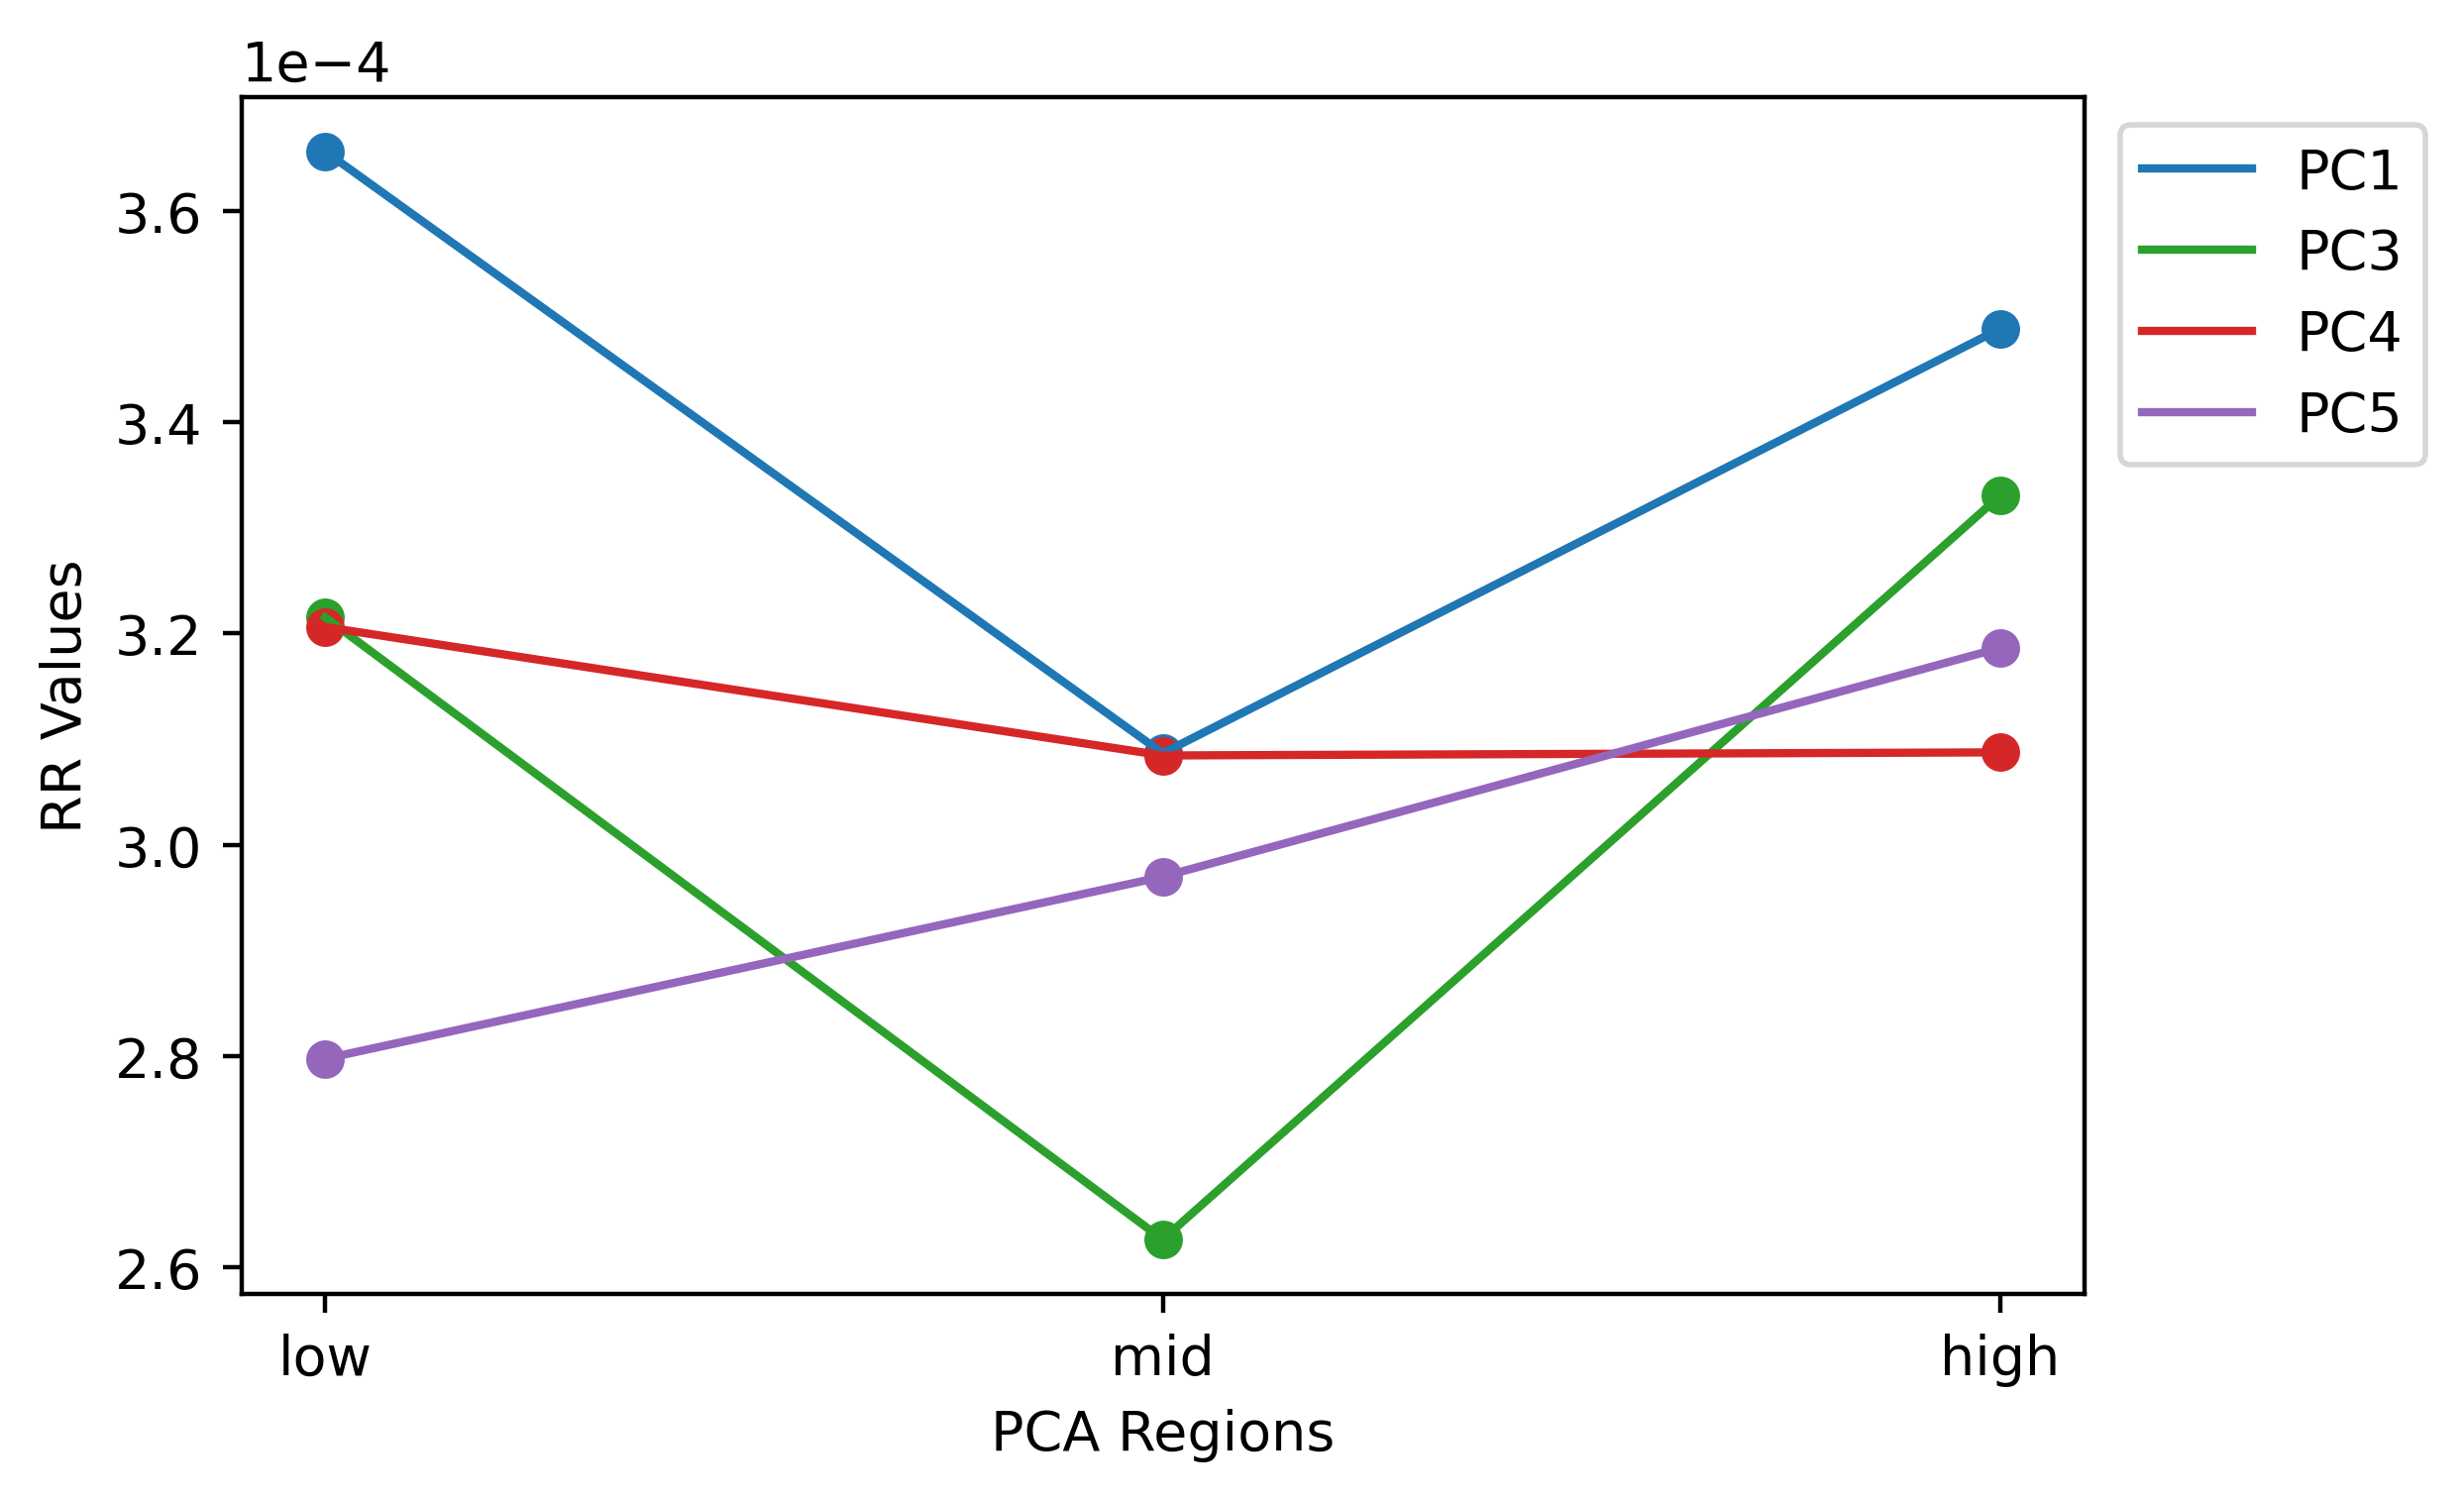 1e−4
3.6
3.4
3.2
3.0
2.8
2.6
RR Values
low
mid
high
PCA Regions
PC1
PC3
PC4
PC5